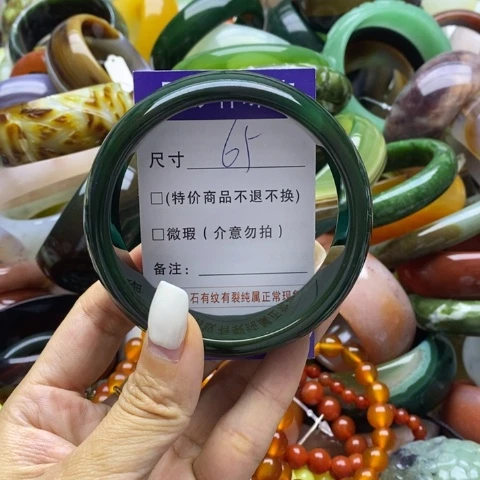 尺寸 65
□(特价商品不退不换)
□微瑕（介意勿拍）
备注：
石有纹有裂纯属正常现